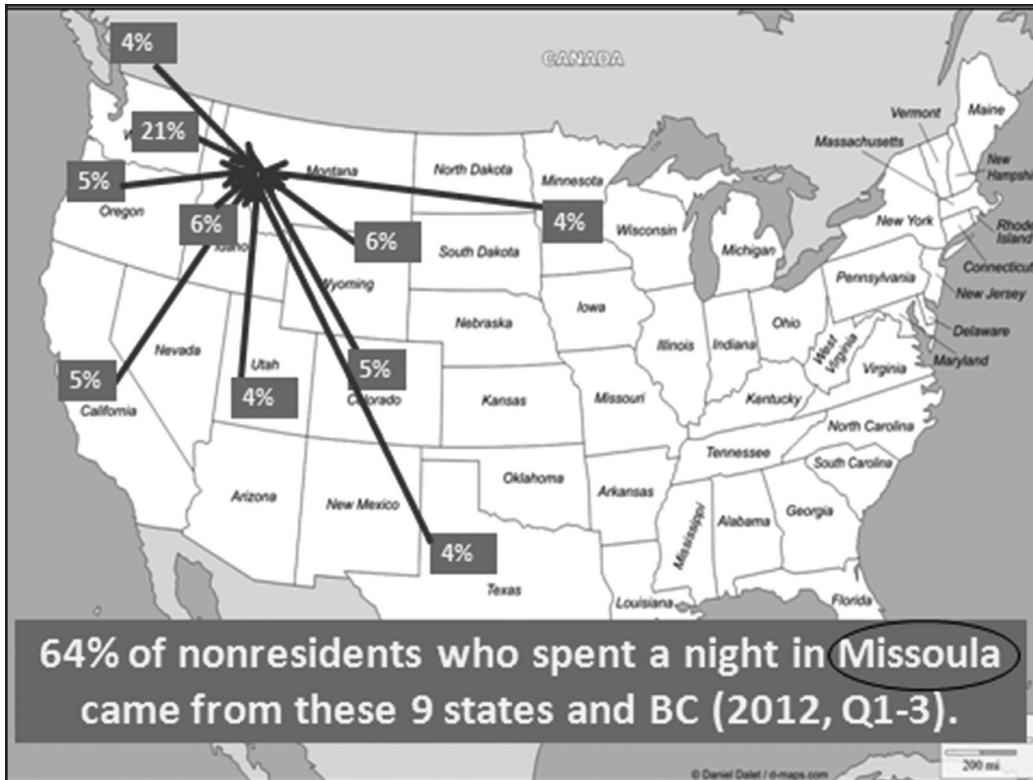 4%
CANADA
21%
5%
6%
6%
4%
5%
4%
5%
4%
Oregon
Montana
North Dakota
Minnesota
South Dakota
Wisconsin
Michigan
Vermont
Maine
Massachusetts
New
Hampshire
New York
Rhode
Island
Connecticut
Pennsylvania
New Jersey
Iowa
Nebraska
Nevada
Utah
Illinois
Indiana
Ohio
West
Virginia
Delaware
Maryland
Virginia
California
Colorado
Kansas
Missouri
Kentucky
North Carolina
Tennessee
South Carolina
Arizona
New Mexico
Oklahoma
Arkansas
Mississippi
Alabama
Georgia
Texas
Louisiana
Florida
64% of nonresidents who spent a night in Missoula
came from these 9 states and BC (2012, Q1-3).
200 mi
© Daniel Dalet / d-maps.com